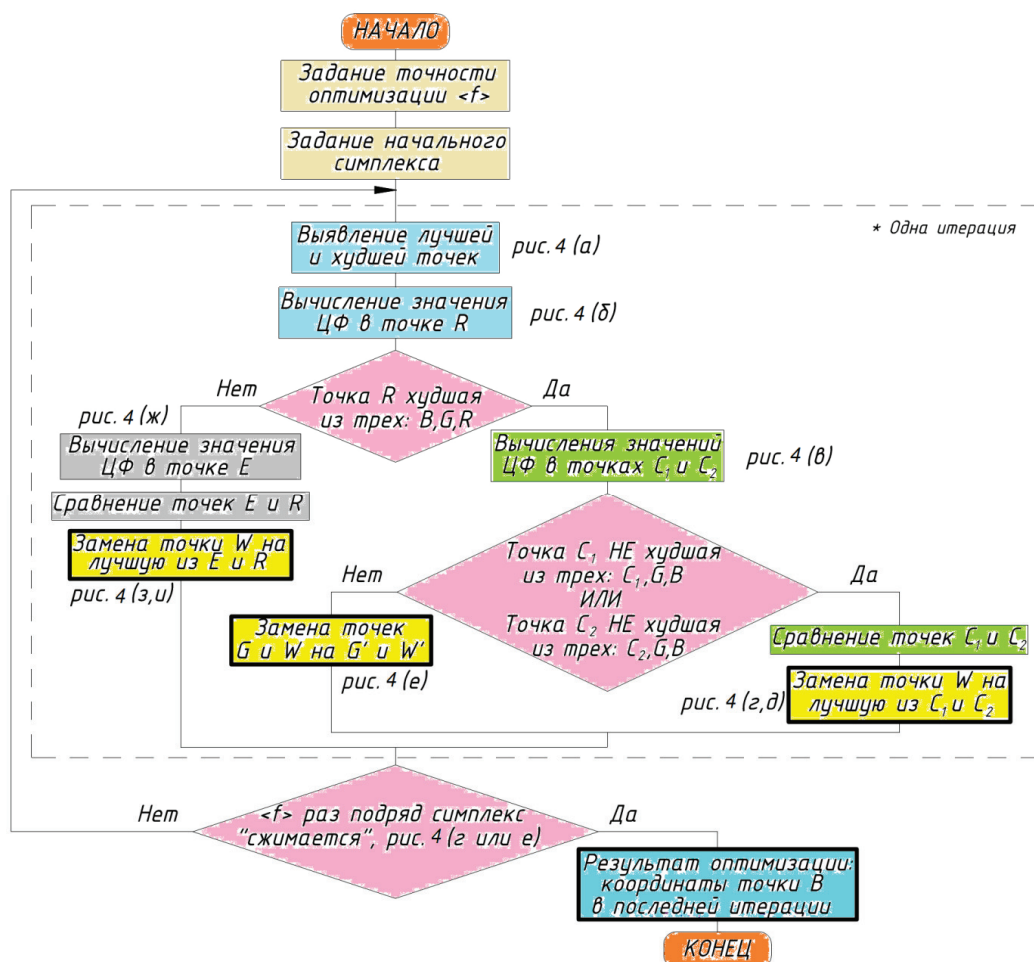 НАЧАЛО
Задание точности
оптимизации <f>
Задание начального
симплекса
* Одна итерация
Выявление лучшей
и худшей точек
рис. 4 (а)
Вычисление значения
ЦФ в точке R
рис. 4 (б)
Нет
Точка R худшая
из трех: B,G,R
Да
рис. 4 (ж)
Вычисление значения
ЦФ в точке E
Сравнение точек E и R
Замена точки W на
лучшую из E и R
рис. 4 (з,и)
Вычисления значений
ЦФ в точках C₁ и C₂
рис. 4 (в)
Нет
Точка C₁ НЕ худшая
из трех: C₁,G,B
ИЛИ
Точка C₂ НЕ худшая
из трех: C₂,G,B
Да
Замена точек
G и W на G' и W'
рис. 4 (е)
Сравнение точек C₁ и C₂
Замена точки W на
лучшую из C₁ и C₂
рис. 4 (г,д)
Нет
<f> раз подряд симплекс
"сжимается", рис. 4 (г или е)
Да
Результат оптимизации:
координаты точки B
в последней итерации
КОНЕЦ